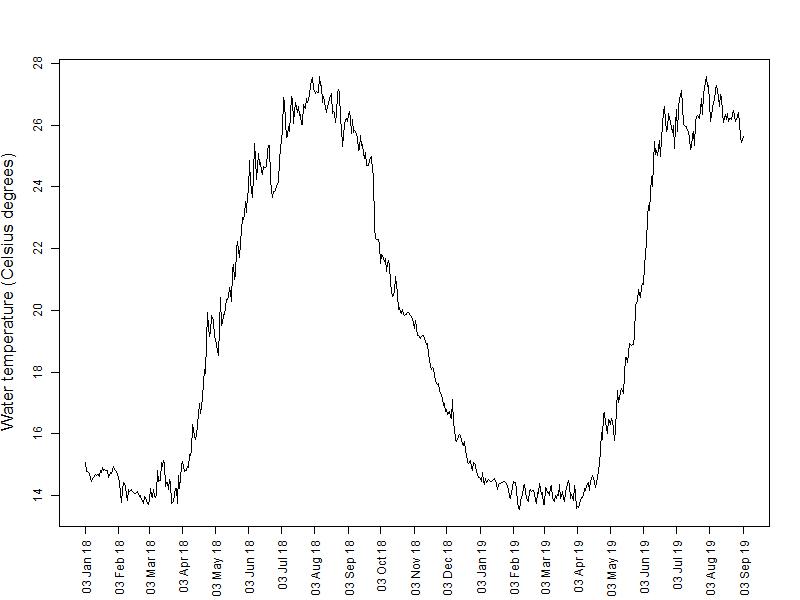 Water temperature (Celsius degrees)
28
26
24
22
20
18
16
14
03 Jan 18
03 Feb 18
03 Mar 18
03 Apr 18
03 May 18
03 Jun 18
03 Jul 18
03 Aug 18
03 Sep 18
03 Oct 18
03 Nov 18
03 Dec 18
03 Jan 19
03 Feb 19
03 Mar 19
03 Apr 19
03 May 19
03 Jun 19
03 Jul 19
03 Aug 19
03 Sep 19